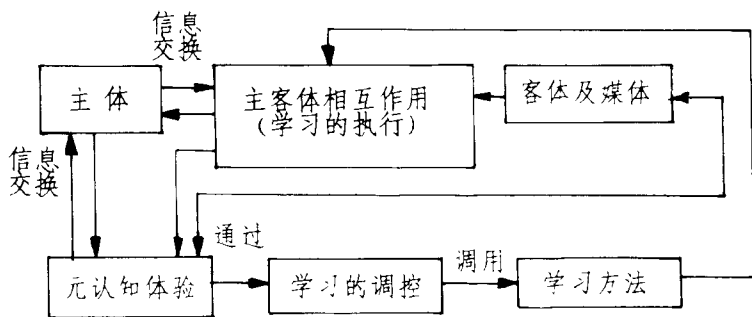 信息
交换
主体
主客体相互作用
(学习的执行)
客体及媒体
信息
交换
通过
元认知体验
学习的调控
调用
学习方法